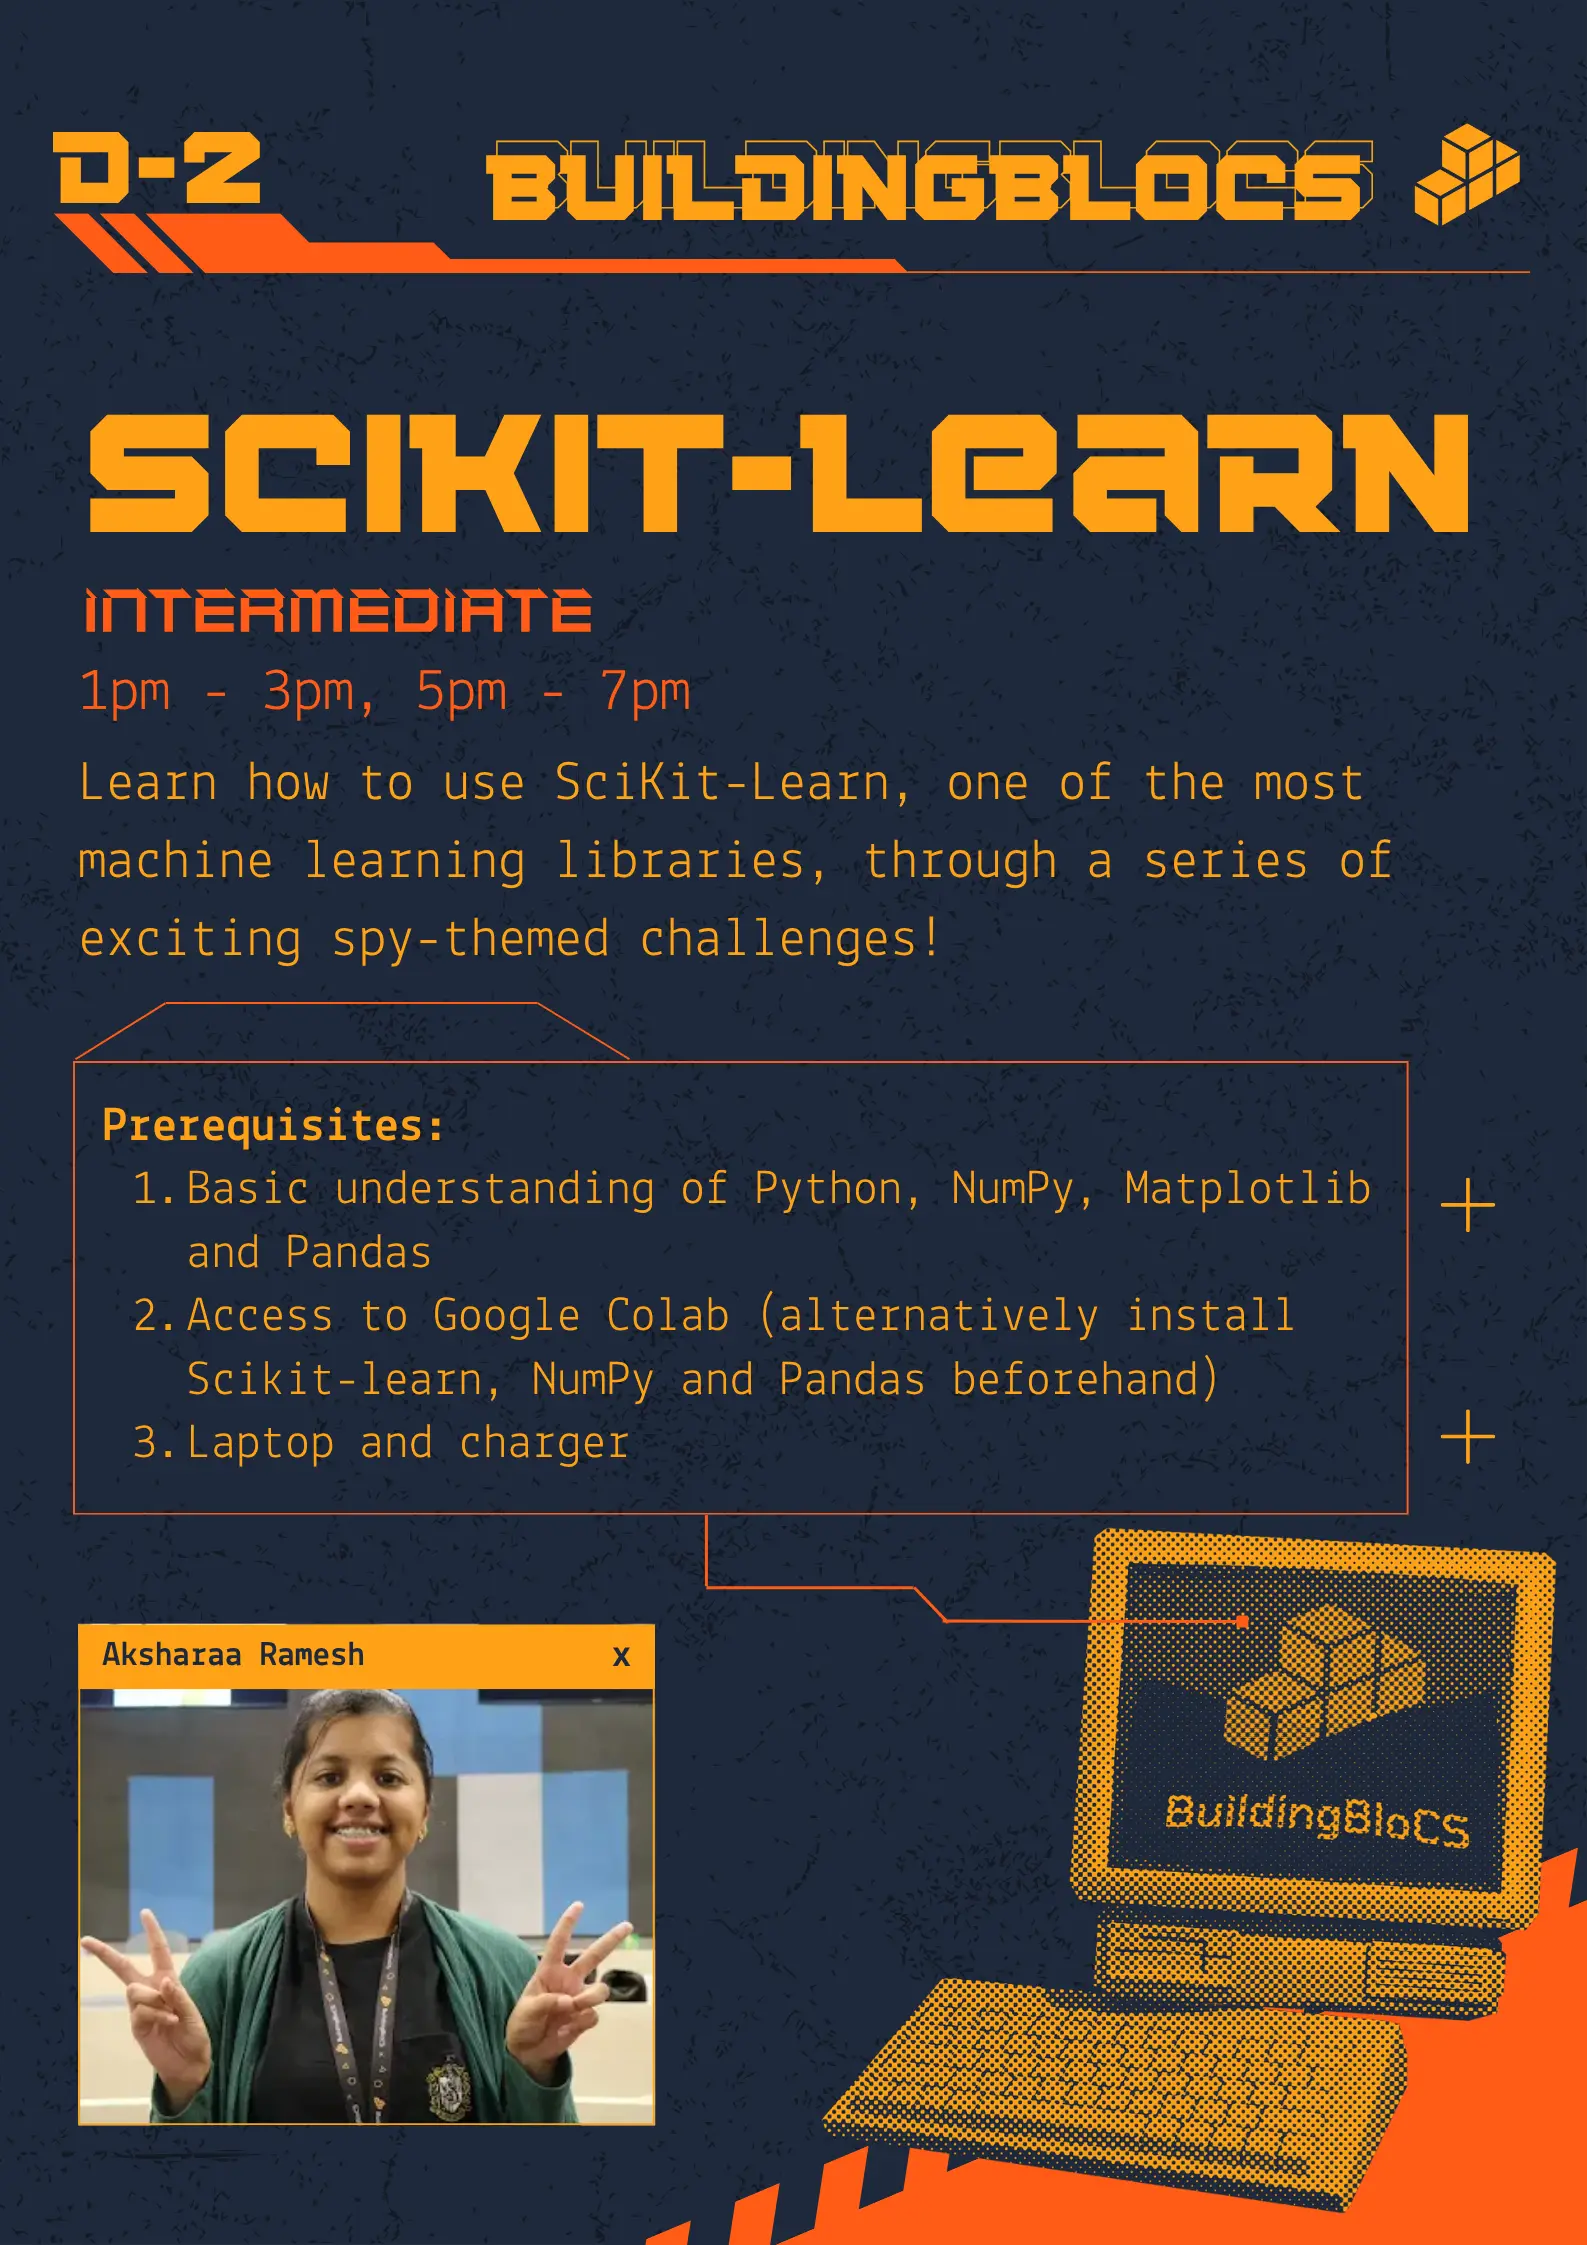 D-2
BUILDINGBLOCS
SCIKIT-LeaRN
INTERMEDIATE
1pm - 3pm, 5pm - 7pm
Learn how to use SciKit-Learn, one of the most
machine learning libraries, through a series of
exciting spy-themed challenges!
Prerequisites:
1. Basic understanding of Python, NumPy, Matplotlib
and Pandas
2. Access to Google Colab (alternatively install
Scikit-learn, NumPy and Pandas beforehand)
3. Laptop and charger
Aksharaa Ramesh x
BuildingBloCS